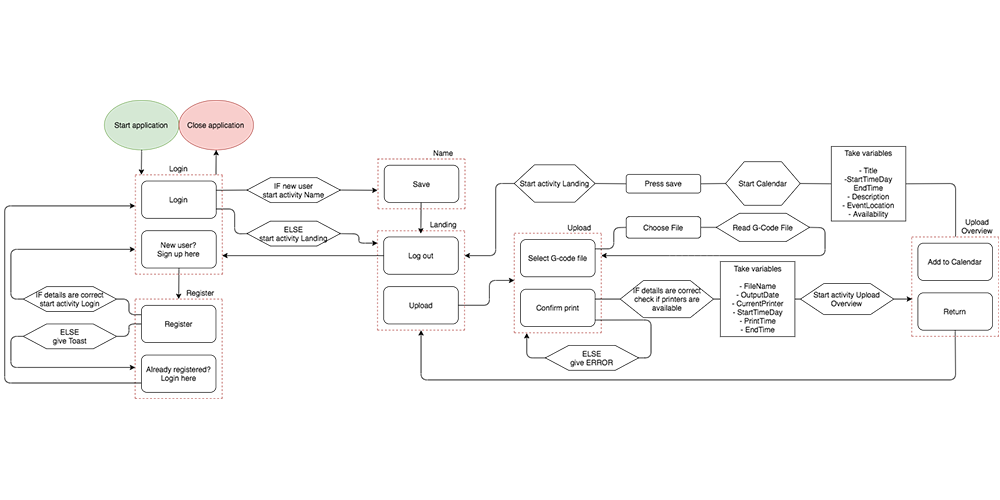 Start application
Close application
Login
Login
New user?
Sign up here
Register
Register
Already registered?
Login here
IF details are correct
start activity Login
ELSE
give Toast
IF new user
start activity Name
ELSE
start activity Landing
Name
Save
Landing
Log out
Upload
Start activity Landing
Press save
Start Calendar
Take variables
- Title
-StartTimeDay
EndTime
- Description
- EventLocation
- Availability
Upload
Select G-code file
Confirm print
Choose File
Read G-Code File
IF details are correct
check if printers are
available
ELSE
give ERROR
Take variables
- FileName
- OutputDate
- CurrentPrinter
- StartTimeDay
- PrintTime
- EndTime
Start activity Upload
Overview
Upload
Overview
Add to Calendar
Return